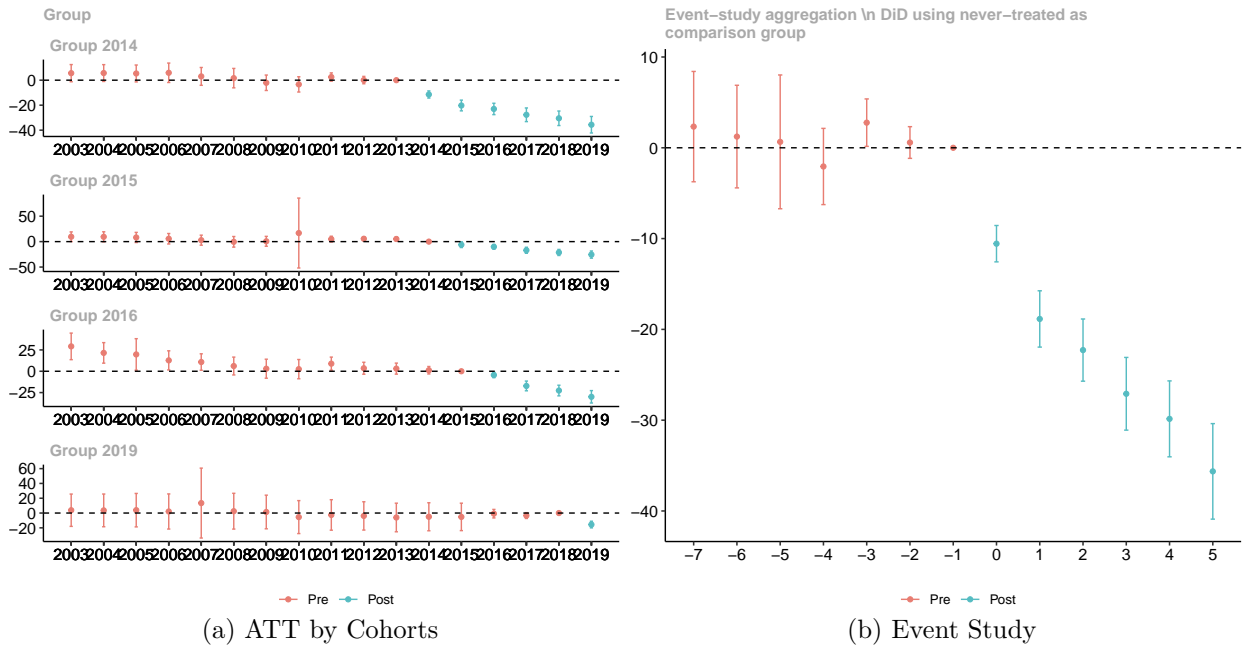 Group
Group 2014
0
−20
−40
2003 2004 2005 2006 2007 2008 2009 2010 2011 2012 2013 2014 2015 2016 2017 2018 2019
Group 2015
50
0
−50
2003 2004 2005 2006 2007 2008 2009 2010 2011 2012 2013 2014 2015 2016 2017 2018 2019
Group 2016
25
0
−25
2003 2004 2005 2006 2007 2008 2009 2010 2011 2012 2013 2014 2015 2016 2017 2018 2019
Group 2019
60
40
20
0
−20
2003 2004 2005 2006 2007 2008 2009 2010 2011 2012 2013 2014 2015 2016 2017 2018 2019
Pre Post
(a) ATT by Cohorts
Event−study aggregation \n DiD using never−treated as
comparison group
10
0
−10
−20
−30
−40
−7 −6 −5 −4 −3 −2 −1 0 1 2 3 4 5
Pre Post
(b) Event Study